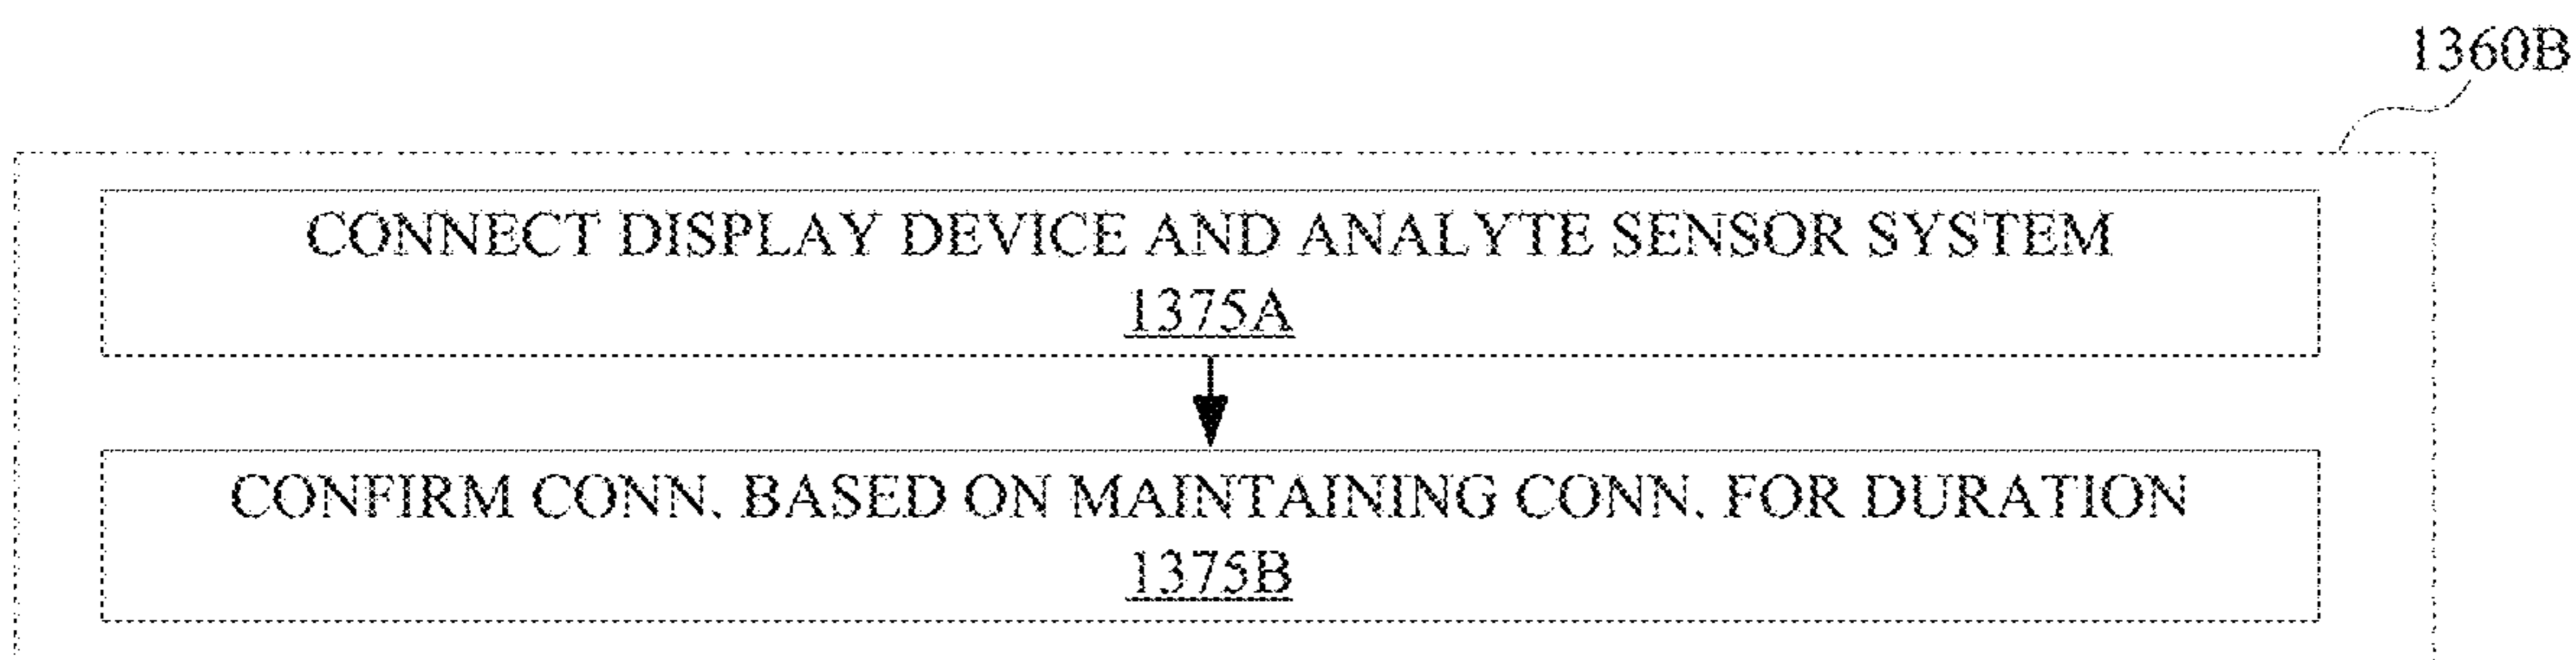 1360B
CONNECT DISPLAY DEVICE AND ANALYTE SENSOR SYSTEM
1375A
CONFIRM CONN. BASED ON MAINTAINING CONN. FOR DURATION
1375B